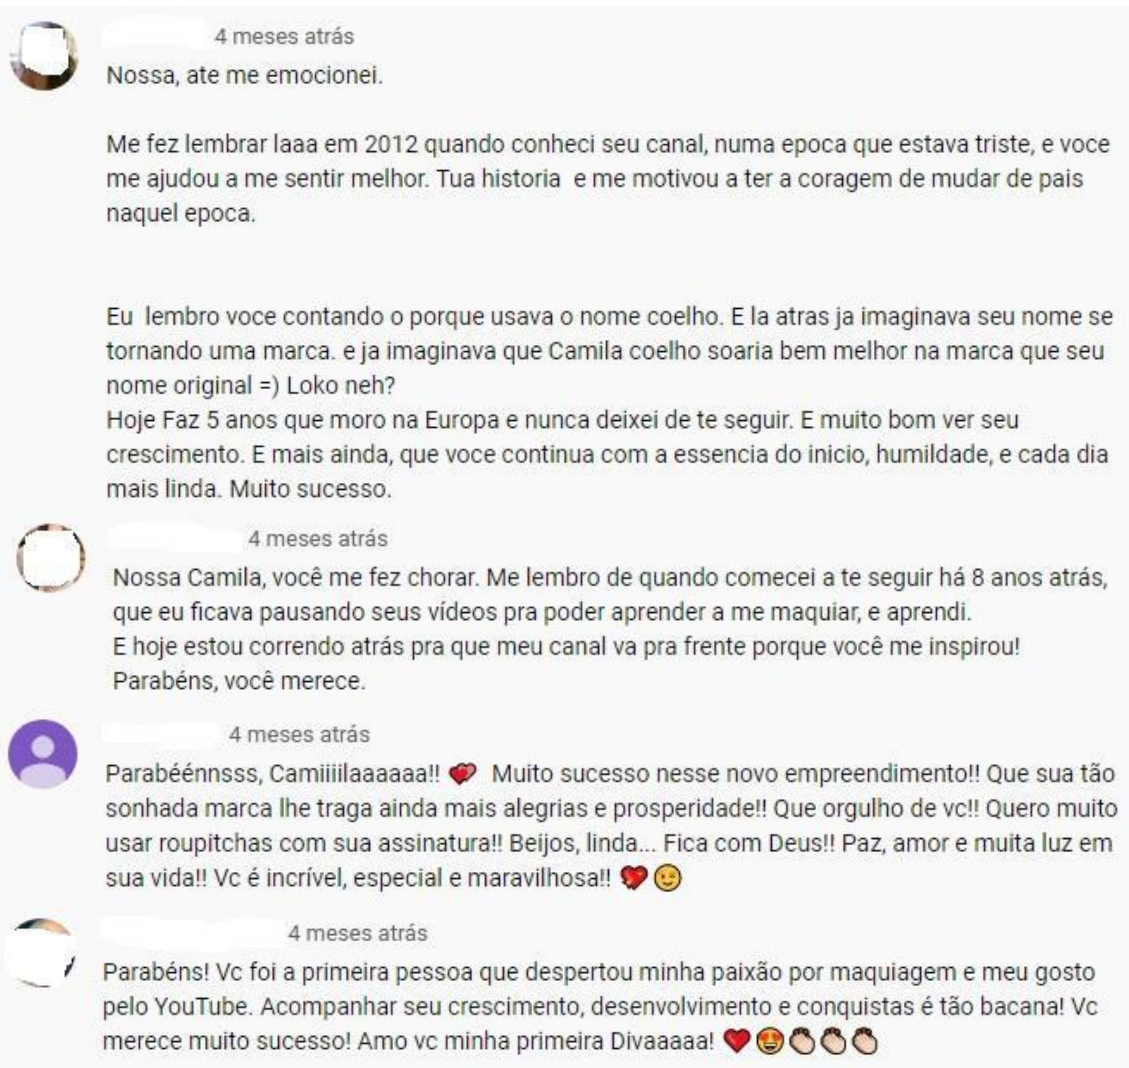 4 meses atrás
Nossa, ate me emocionei.
Me fez lembrar laaa em 2012 quando conheci seu canal, numa epoca que estava triste, e voce
me ajudou a me sentir melhor. Tua historia  e me motivou a ter a coragem de mudar de pais
naquel epoca.
Eu  lembro voce contando o porque usava o nome coelho. E la atras ja imaginava seu nome se
tornando uma marca. e ja imaginava que Camila coelho soaria bem melhor na marca que seu
nome original =) Loko neh?
Hoje Faz 5 anos que moro na Europa e nunca deixei de te seguir. E muito bom ver seu
crescimento. E mais ainda, que voce continua com a essencia do inicio, humildade, e cada dia
mais linda. Muito sucesso.
4 meses atrás
Nossa Camila, você me fez chorar. Me lembro de quando comecei a te seguir há 8 anos atrás,
que eu ficava pausando seus vídeos pra poder aprender a me maquiar, e aprendi.
E hoje estou correndo atrás pra que meu canal va pra frente porque você me inspirou!
Parabéns, você merece.
4 meses atrás
Parabéénnsss, Camiiiilaaaaaa!! 💕 Muito sucesso nesse novo empreendimento!! Que sua tão
sonhada marca lhe traga ainda mais alegrias e prosperidade!! Que orgulho de vc!! Quero muito
usar roupitchas com sua assinatura!! Beijos, linda... Fica com Deus!! Paz, amor e muita luz em
sua vida!! Vc é incrível, especial e maravilhosa!! 💖😉
4 meses atrás
Parabéns! Vc foi a primeira pessoa que despertou minha paixão por maquiagem e meu gosto
pelo YouTube. Acompanhar seu crescimento, desenvolvimento e conquistas é tão bacana! Vc
merece muito sucesso! Amo vc minha primeira Divaaaaa! ❤😍👏🏻👏🏻👏🏻